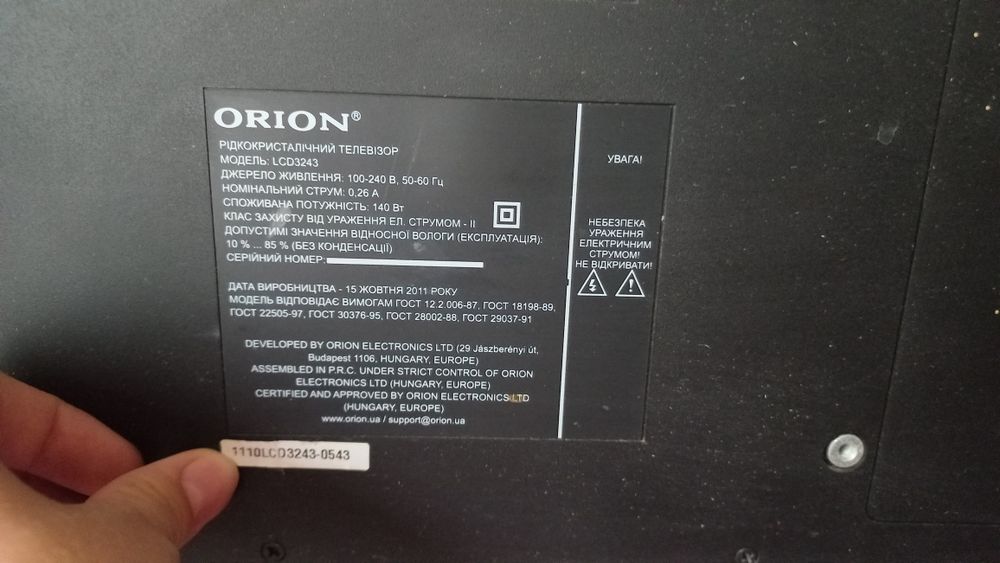 ORION®
РІДКОКРИСТАЛІЧНИЙ ТЕЛЕВІЗОР
МОДЕЛЬ: LCD3243
ДЖЕРЕЛО ЖИВЛЕННЯ: 100-240 В, 50-60 Гц
НОМІНАЛЬНИЙ СТРУМ: 0,26 А
СПОЖИВАНА ПОТУЖНІСТЬ: 140 Вт
КЛАС ЗАХИСТУ ВІД УРАЖЕННЯ ЕЛ. СТРУМОМ - II
ДОПУСТИМІ ЗНАЧЕННЯ ВІДНОСНОЇ ВОЛОГИ (ЕКСПЛУАТАЦІЯ):
10 % ... 85 % (БЕЗ КОНДЕНСАЦІЇ)
СЕРІЙНИЙ НОМЕР:
ДАТА ВИРОБНИЦТВА - 15 ЖОВТНЯ 2011 РОКУ
МОДЕЛЬ ВІДПОВІДАЄ ВИМОГАМ ГОСТ 12.2.006-87, ГОСТ 18198-89,
ГОСТ 22505-97, ГОСТ 30376-95, ГОСТ 28002-88, ГОСТ 29037-91
DEVELOPED BY ORION ELECTRONICS LTD (29 Jászberényi út,
Budapest 1106, HUNGARY, EUROPE)
ASSEMBLED IN P.R.C. UNDER STRICT CONTROL OF ORION
ELECTRONICS LTD (HUNGARY, EUROPE)
CERTIFIED AND APPROVED BY ORION ELECTRONICS LTD
(HUNGARY, EUROPE)
www.orion.ua / support@orion.ua
УВАГА!
НЕБЕЗПЕКА
УРАЖЕННЯ
ЕЛЕКТРИЧНИМ
СТРУМОМ!
НЕ ВІДКРИВАТИ!
1110LCD3243-0543